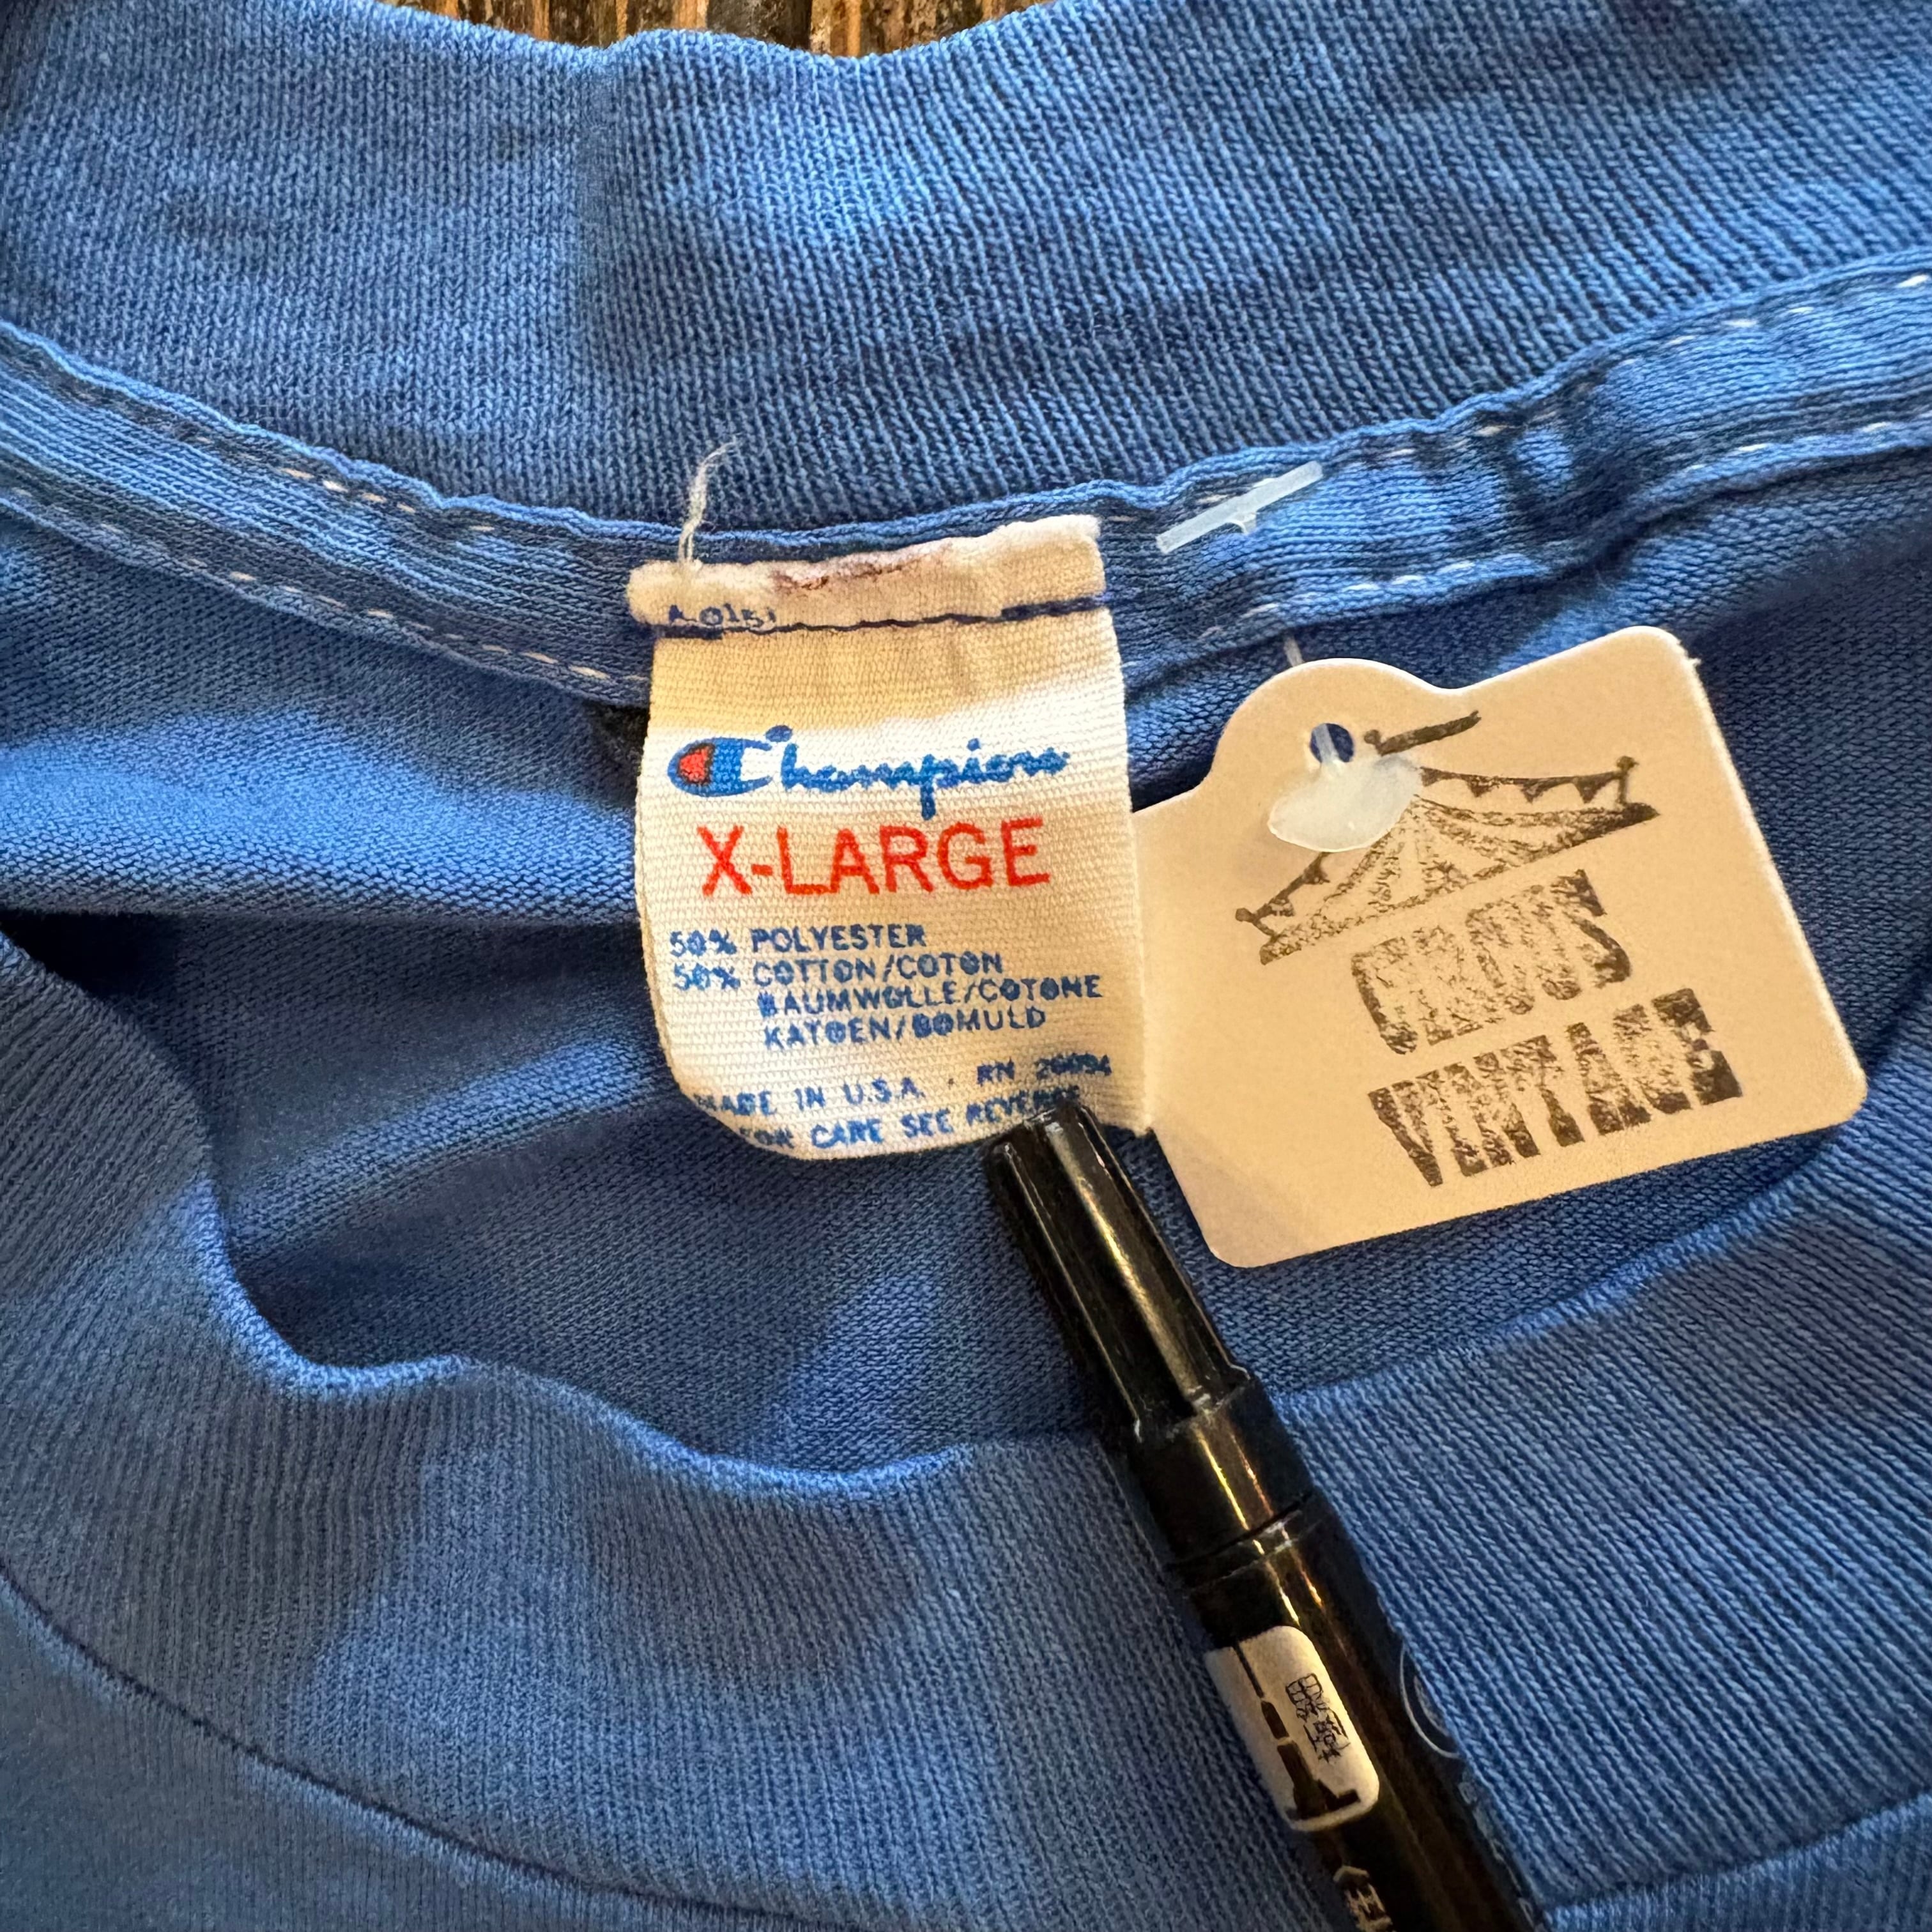 Champion
X-LARGE
50% POLYESTER
50% COTTON/COTON
BAUMWOLLE/COTONE
KATOEN/BOMULD
MADE IN U.S.A. · RN 26094
FOR CARE SEE REVERSE
CIRCUS
VINTAGE